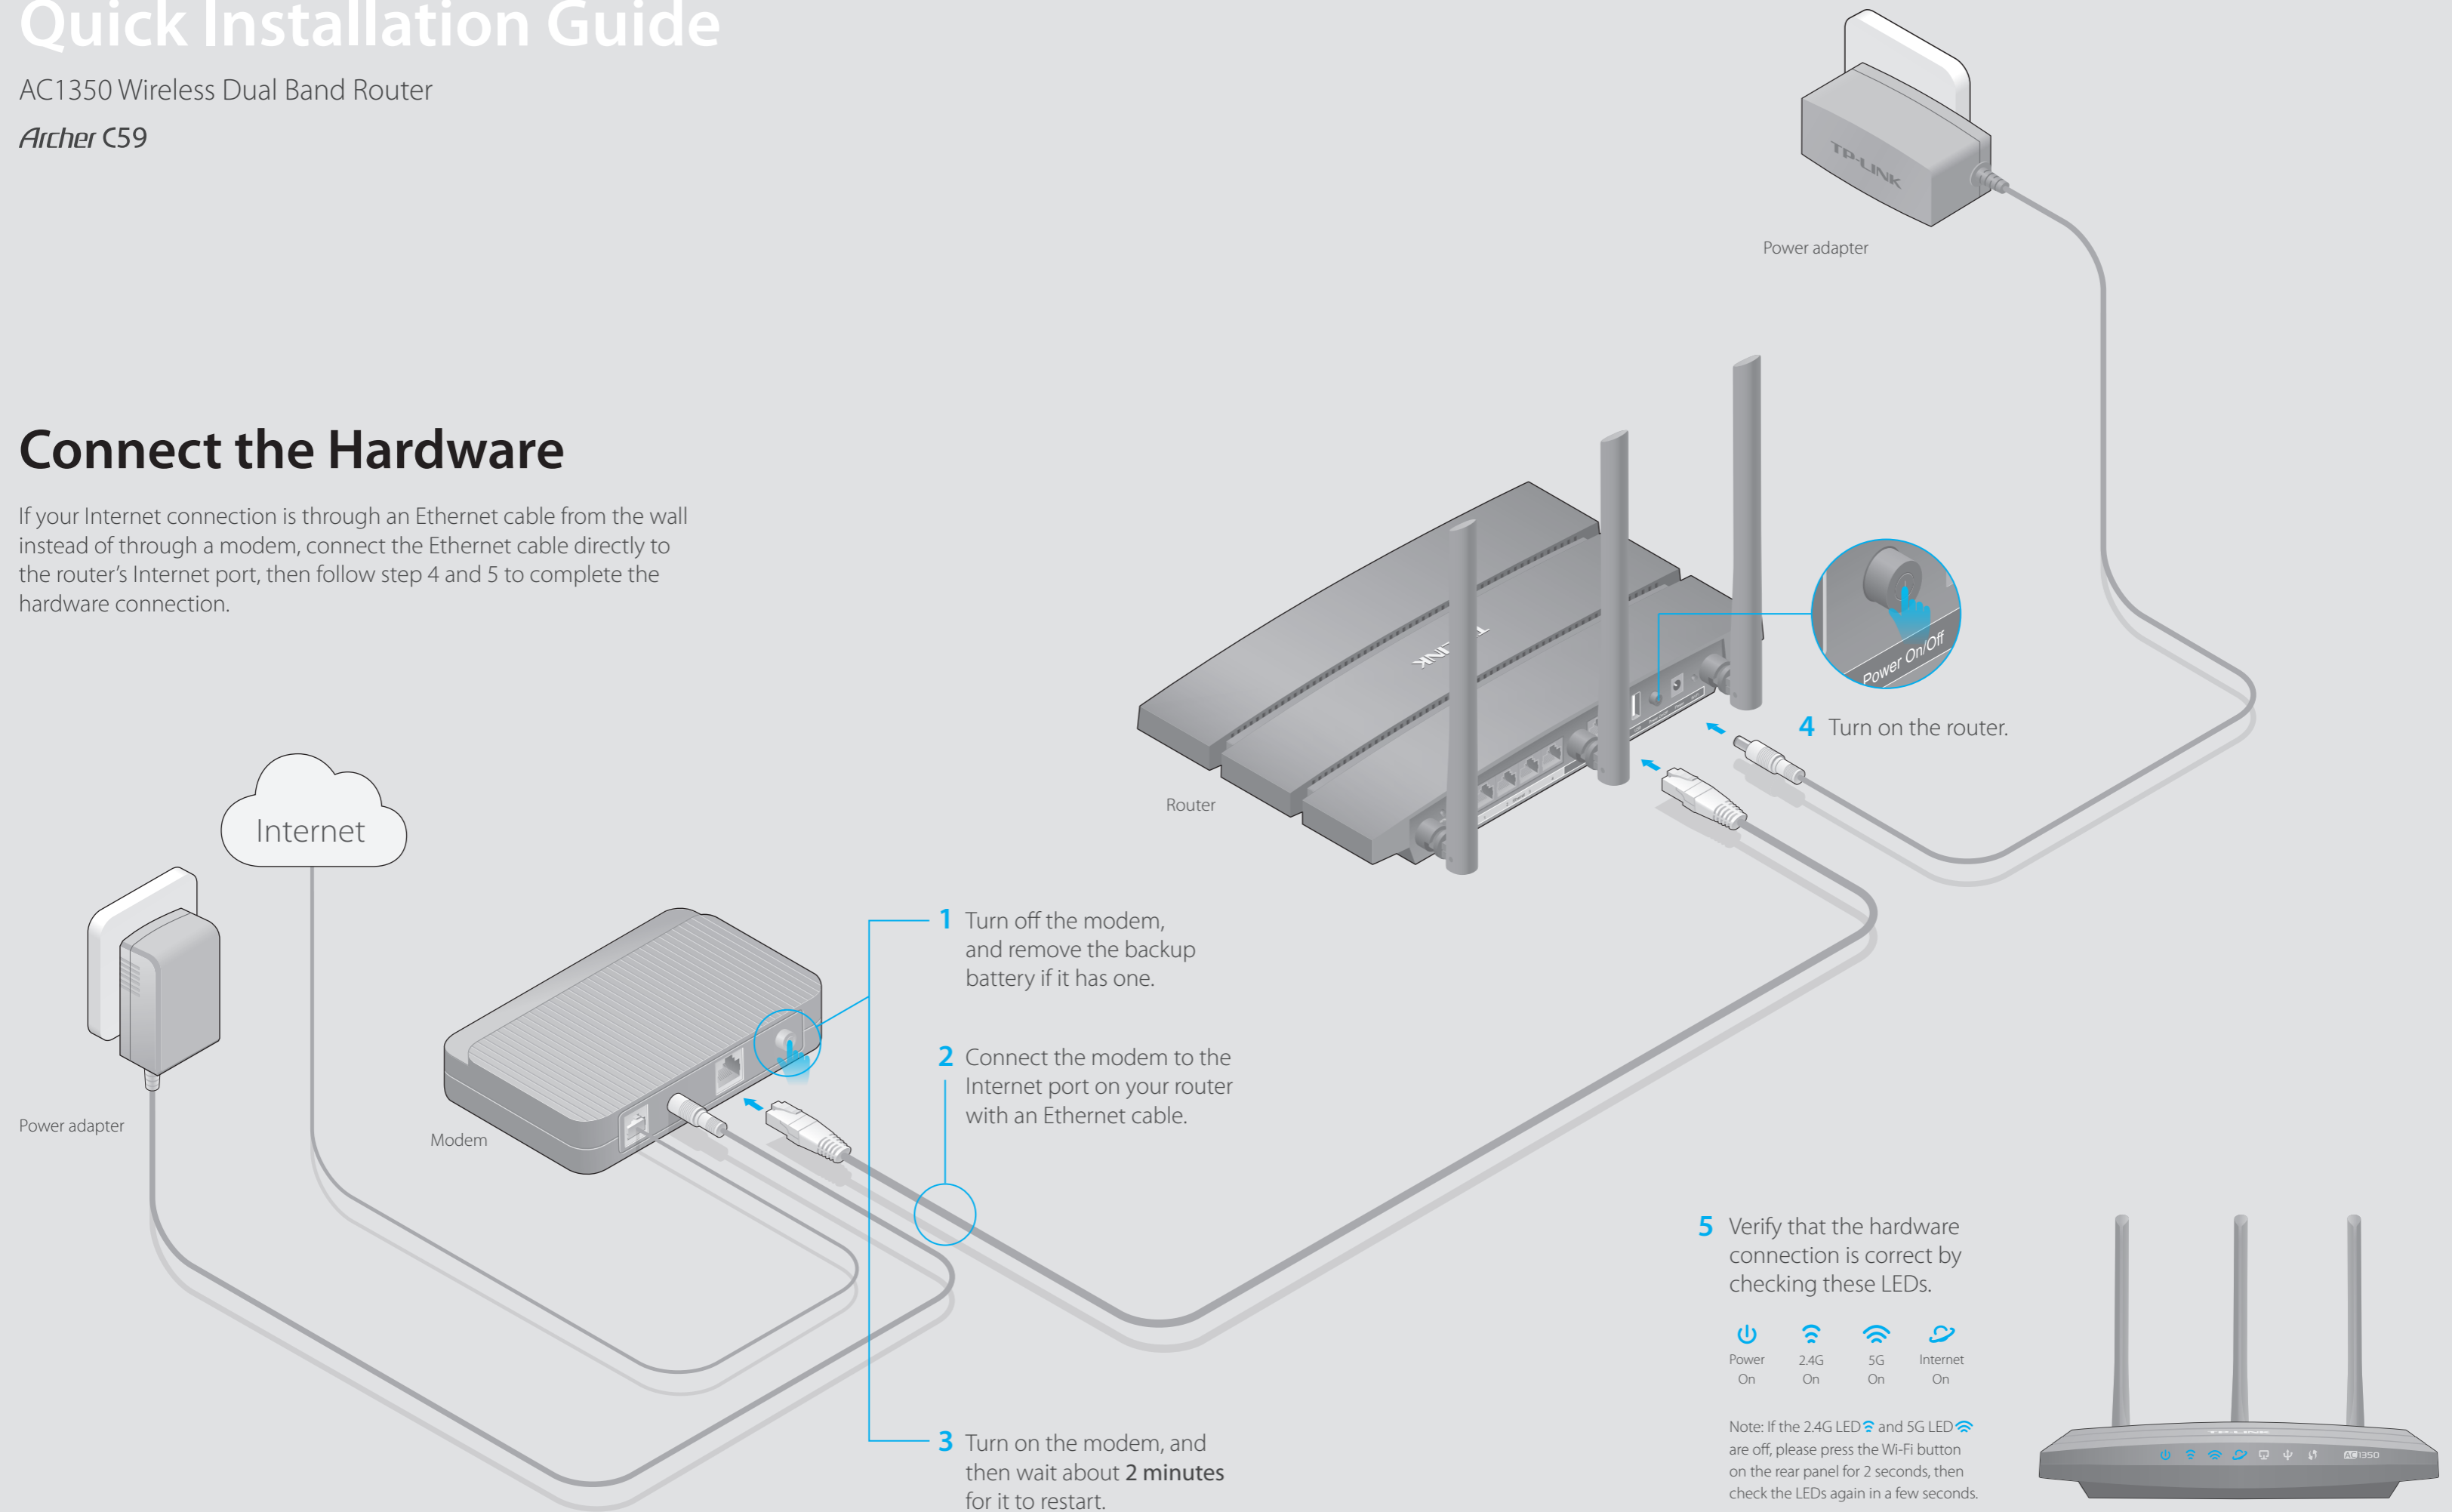 Quick Installation Guide
AC1350 Wireless Dual Band Router
Archer C59
TP-LINK
Power adapter
Connect the Hardware
If your Internet connection is through an Ethernet cable from the wall
instead of through a modem, connect the Ethernet cable directly to
the router's Internet port, then follow step 4 and 5 to complete the
hardware connection.
Power On/Off
4 Turn on the router.
Router
Internet
1 Turn off the modem,
and remove the backup
battery if it has one.
2 Connect the modem to the
Internet port on your router
with an Ethernet cable.
Power adapter
Modem
3 Turn on the modem, and
then wait about 2 minutes
for it to restart.
5 Verify that the hardware
connection is correct by
checking these LEDs.
Power 2.4G 5G Internet
On On On On
Note: If the 2.4G LED and 5G LED
are off, please press the Wi-Fi button
on the rear panel for 2 seconds, then
check the LEDs again in a few seconds.
TP-LINK
AC1350